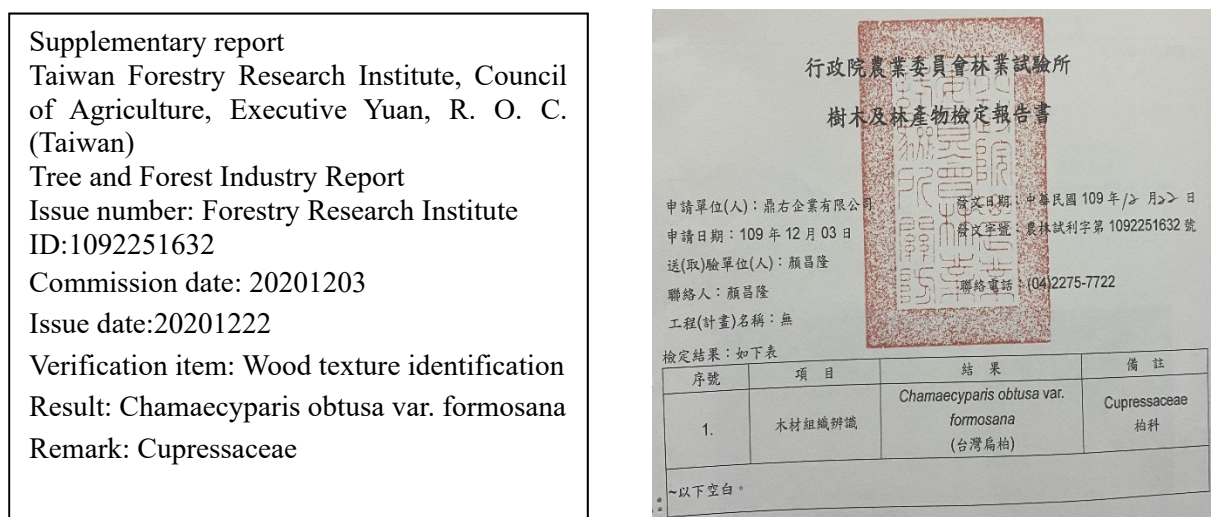 Supplementary report
Taiwan Forestry Research Institute, Council
of Agriculture, Executive Yuan, R. O. C.
(Taiwan)
Tree and Forest Industry Report
Issue number: Forestry Research Institute
ID:1092251632
Commission date: 20201203
Issue date:20201222
Verification item: Wood texture identification
Result: Chamaecyparis obtusa var. formosana
Remark: Cupressaceae
行政院農業委員會林業試驗所
樹木及林產物檢定報告書
申請單位(人)：鼎右企業有限公司 發文日期：中華民國 109 年 12 月 22 日
申請日期：109 年 12 月 03 日 發文字號：農林試利字第 1092251632 號
送(取)驗單位(人)：顏昌隆
聯絡人：顏昌隆 聯絡電話：(04)2275-7722
工程(計畫)名稱：無
檢定結果：如下表
序號 項 目 結 果 備 註
1. 木材組織辨識 Chamaecyparis obtusa var. formosana (台灣扁柏) Cupressaceae 柏科
~以下空白。